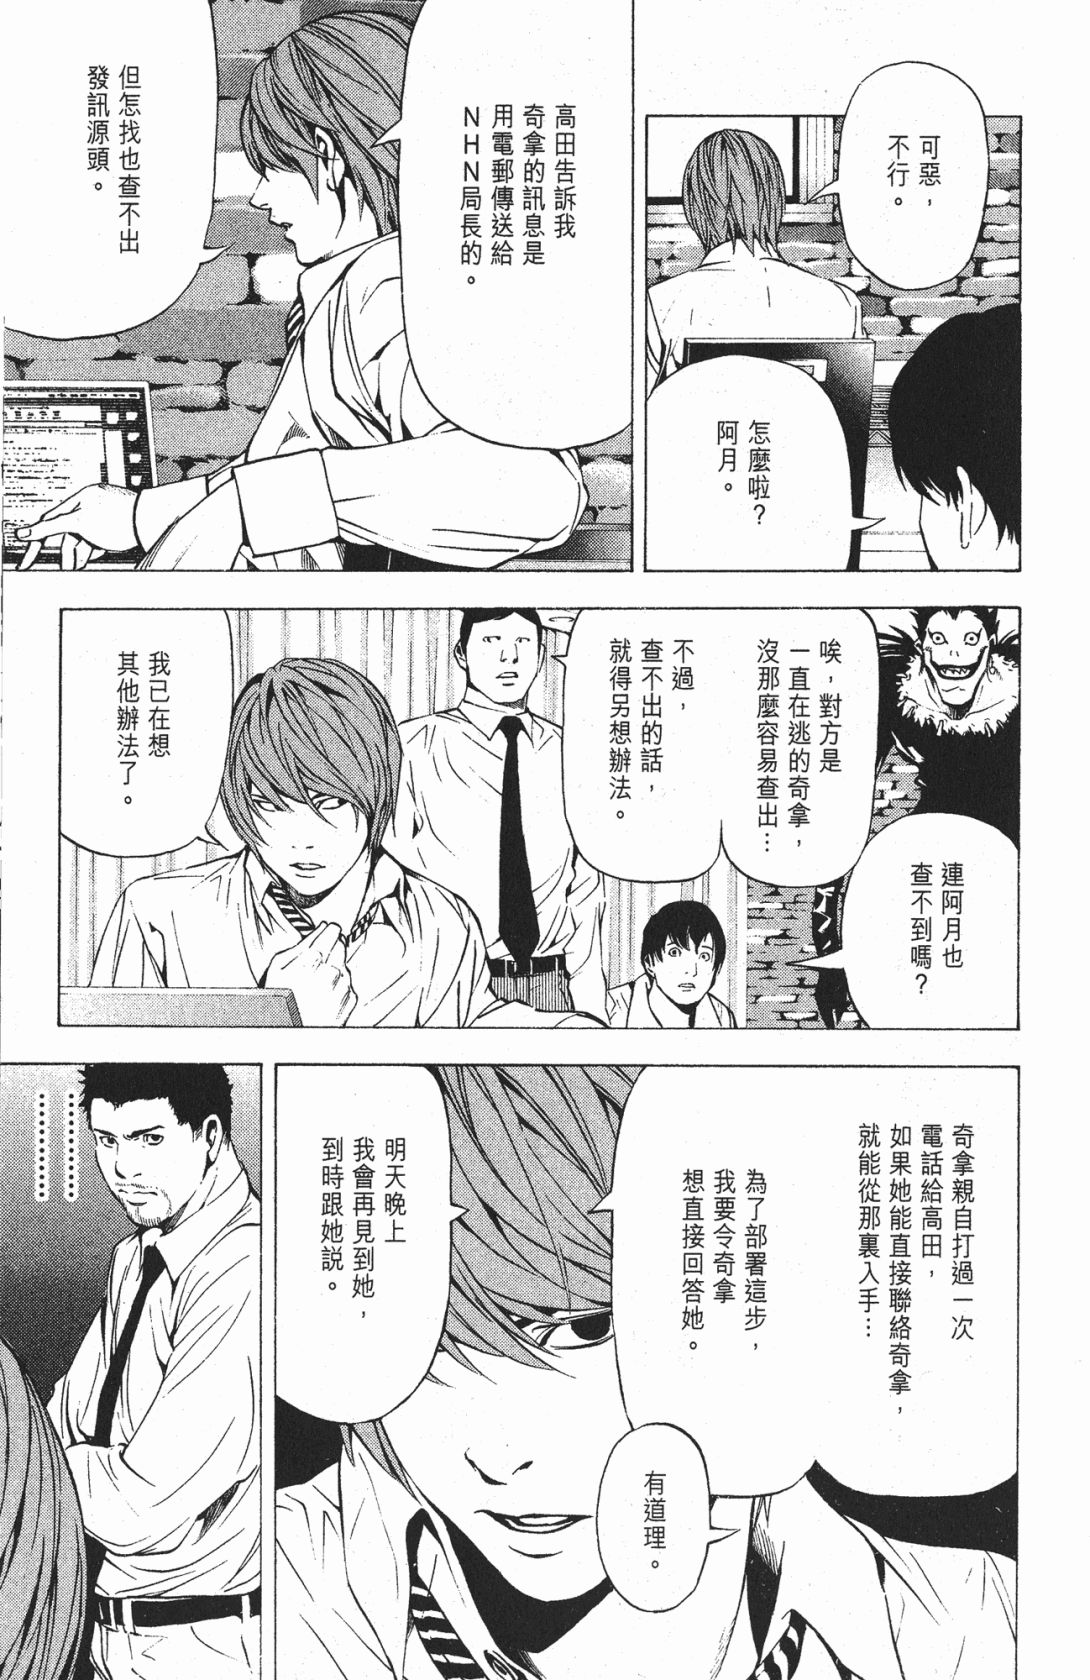 可惡，
不行。
怎麼啦？
阿月。
高田告訴我
奇拿的訊息是
用電郵傳送給
NHN局長的。
但怎找也查不出
發訊源頭。
連阿月也
查不到嗎？
唉，對方是
一直在逃的奇拿，
沒那麼容易查出…
不過，
查不出的話，
就得另想辦法。
我已在想
其他辦法了。
奇拿親自打過一次
電話給高田，
如果她能直接聯絡奇拿，
就能從那裏入手…
為了部署這步，
我要令奇拿
想直接回答她。
有道理。
明天晚上
我會再見到她，
到時跟她説。
………
………